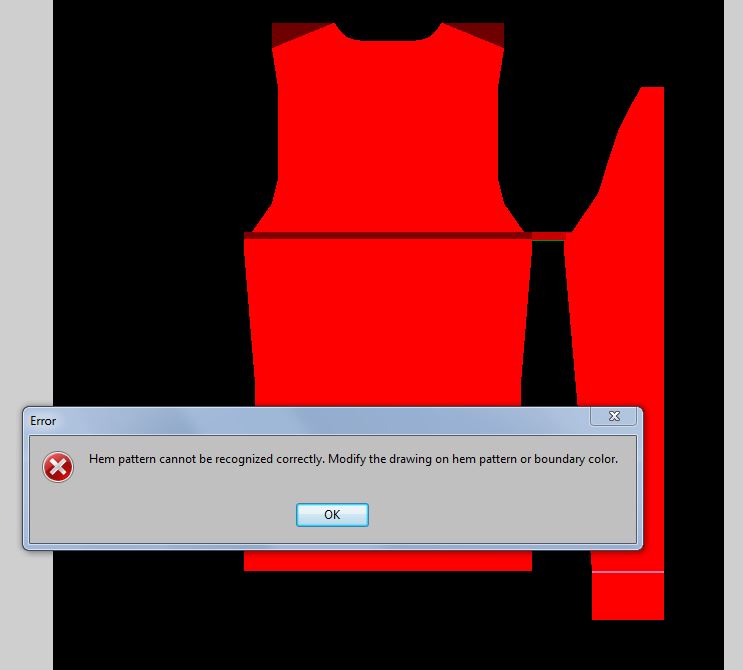 Error
Hem pattern cannot be recognized correctly. Modify the drawing on hem pattern or boundary color.
OK